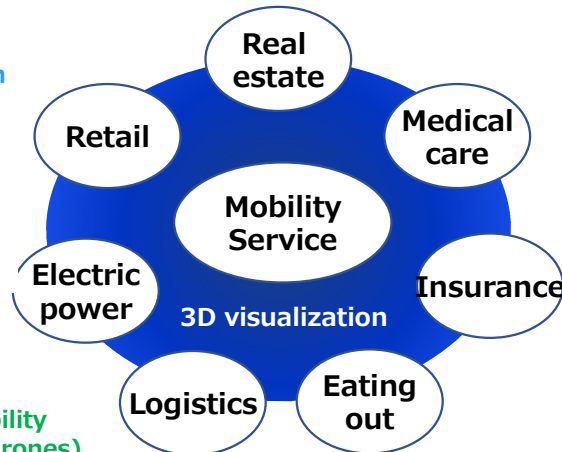 Real
estate
Retail
Medical
care
Mobility
Service
Electric
power
Insurance
3D visualization
Logistics
Eating
out